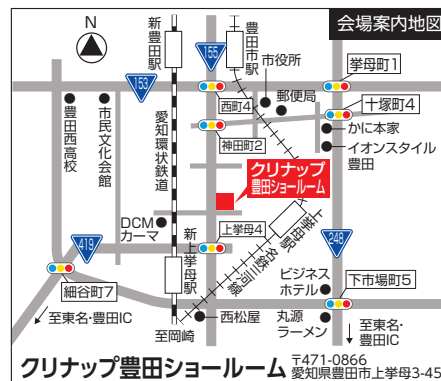 会場案内地図
N
新豊田駅
155
豊田市駅
市役所
郵便局
挙母町1
153
西町4
十塚町4
豊田西高校
市民文化会館
愛知環状鉄道
神田町2
かに本家
イオンスタイル
豊田
クリナップ
豊田ショールーム
DCM
カーマ
419
新上挙母駅
上挙母4
上挙母駅
名鉄三河線
248
細谷町7
ビジネス
ホテル
下市場町5
至東名・豊田IC
至岡崎
西松屋
丸源
ラーメン
至東名・
豊田IC
クリナップ豊田ショールーム
〒471-0866
愛知県豊田市上挙母3-45